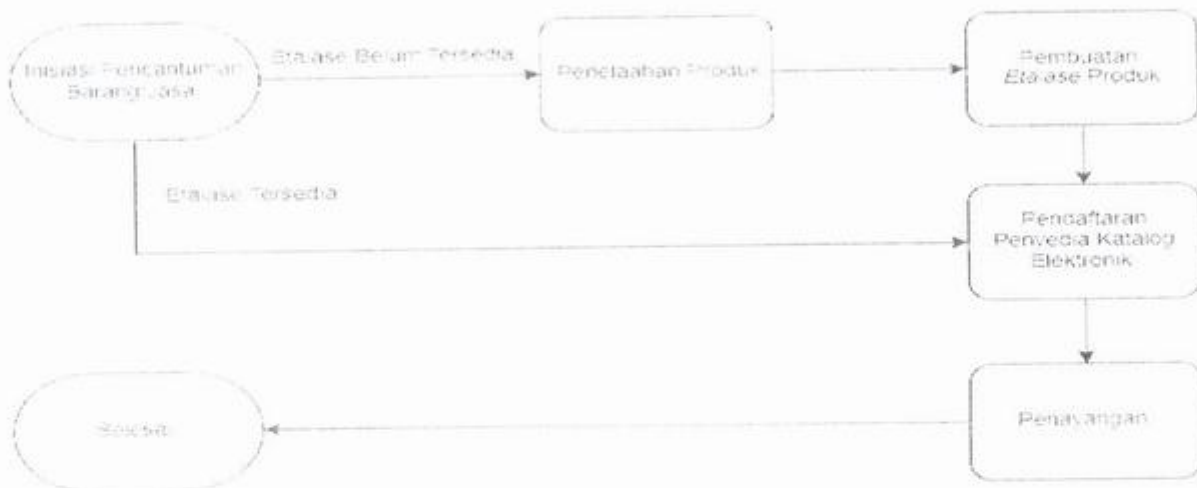 Inisiasi Pencantuman
Barang/Jasa
Etalase Belum Tersedia
Penelaahan Produk
Pembuatan
Etalase Produk
Etalase Tersedia
Pendaftaran
Penyedia Katalog
Elektronik
Penayangan
Selesai